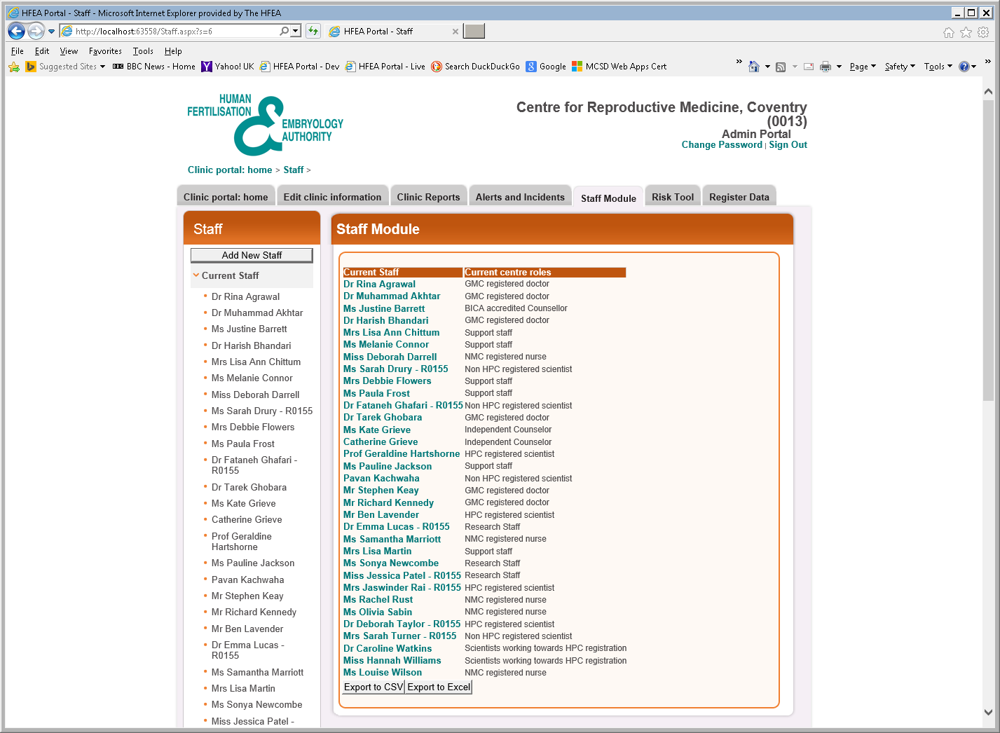 HFEA Portal - Staff - Microsoft Internet Explorer provided by The HFEA
http://localhost:63558/Staff.aspx?s=6
HFEA Portal - Staff
File Edit View Favorites Tools Help
Suggested Sites BBC News - Home Yahoo! UK HFEA Portal - Dev HFEA Portal - Live Search DuckDuckGo Google MCSD Web Apps Cert » Page Safety Tools »
HUMAN
FERTILISATION
&
EMBRYOLOGY
AUTHORITY
Centre for Reproductive Medicine, Coventry
(0013)
Admin Portal
Change Password | Sign Out
Clinic portal: home > Staff >
Clinic portal: home Edit clinic information Clinic Reports Alerts and Incidents Staff Module Risk Tool Register Data
Staff
Add New Staff
Current Staff
Dr Rina Agrawal
Dr Muhammad Akhtar
Ms Justine Barrett
Dr Harish Bhandari
Mrs Lisa Ann Chittum
Ms Melanie Connor
Miss Deborah Darrell
Ms Sarah Drury - R0155
Mrs Debbie Flowers
Ms Paula Frost
Dr Fataneh Ghafari -
R0155
Dr Tarek Ghobara
Ms Kate Grieve
Catherine Grieve
Prof Geraldine
Hartshorne
Ms Pauline Jackson
Pavan Kachwaha
Mr Stephen Keay
Mr Richard Kennedy
Mr Ben Lavender
Dr Emma Lucas -
R0155
Ms Samantha Marriott
Mrs Lisa Martin
Ms Sonya Newcombe
Miss Jessica Patel -
Staff Module
Current Staff Current centre roles
Dr Rina Agrawal GMC registered doctor
Dr Muhammad Akhtar GMC registered doctor
Ms Justine Barrett BICA accredited Counsellor
Dr Harish Bhandari GMC registered doctor
Mrs Lisa Ann Chittum Support staff
Ms Melanie Connor Support staff
Miss Deborah Darrell NMC registered nurse
Ms Sarah Drury - R0155 Non HPC registered scientist
Mrs Debbie Flowers Support staff
Ms Paula Frost Support staff
Dr Fataneh Ghafari - R0155 Non HPC registered scientist
Dr Tarek Ghobara GMC registered doctor
Ms Kate Grieve Independent Counselor
Catherine Grieve Independent Counselor
Prof Geraldine Hartshorne HPC registered scientist
Ms Pauline Jackson Support staff
Pavan Kachwaha Non HPC registered scientist
Mr Stephen Keay GMC registered doctor
Mr Richard Kennedy GMC registered doctor
Mr Ben Lavender HPC registered scientist
Dr Emma Lucas - R0155 Research Staff
Ms Samantha Marriott NMC registered nurse
Mrs Lisa Martin Support staff
Ms Sonya Newcombe Research Staff
Miss Jessica Patel - R0155 Research Staff
Mrs Jaswinder Rai - R0155 HPC registered scientist
Ms Rachel Rust NMC registered nurse
Ms Olivia Sabin NMC registered nurse
Dr Deborah Taylor - R0155 HPC registered scientist
Mrs Sarah Turner - R0155 Non HPC registered scientist
Dr Caroline Watkins Scientists working towards HPC registration
Miss Hannah Williams Scientists working towards HPC registration
Ms Louise Wilson NMC registered nurse
Export to CSV Export to Excel